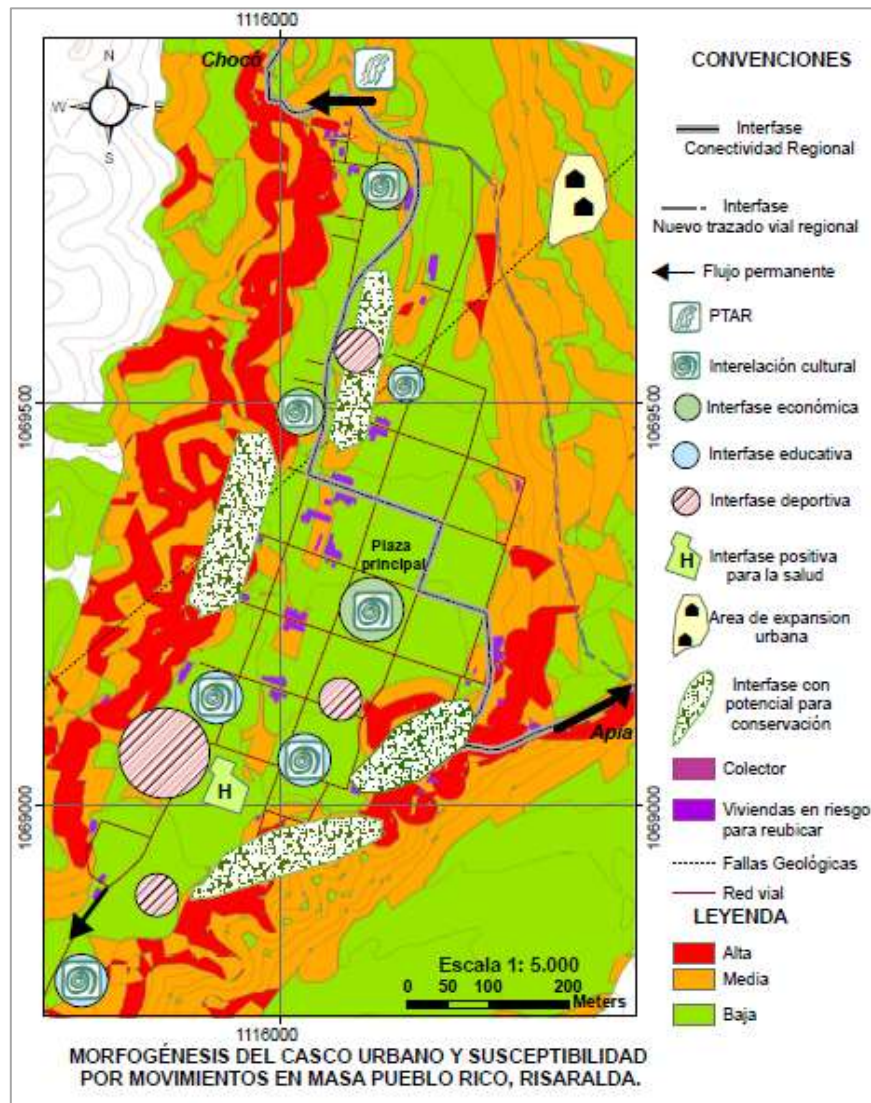 1116000
Chocó
N
W
E
S
1069500
1069500
Plaza
principal
Apia
H
1069000
1069000
Escala 1: 5.000
0 50 100 200
Meters
1116000
MORFOGÉNESIS DEL CASCO URBANO Y SUSCEPTIBILIDAD
POR MOVIMIENTOS EN MASA PUEBLO RICO, RISARALDA.
CONVENCIONES
Interfase
Conectividad Regional
Interfase
Nuevo trazado vial regional
Flujo permanente
PTAR
Interelación cultural
Interfase económica
Interfase educativa
Interfase deportiva
H
Interfase positiva
para la salud
Area de expansion
urbana
Interfase con
potencial para
conservación
Colector
Viviendas en riesgo
para reubicar
Fallas Geológicas
Red vial
LEYENDA
Alta
Media
Baja